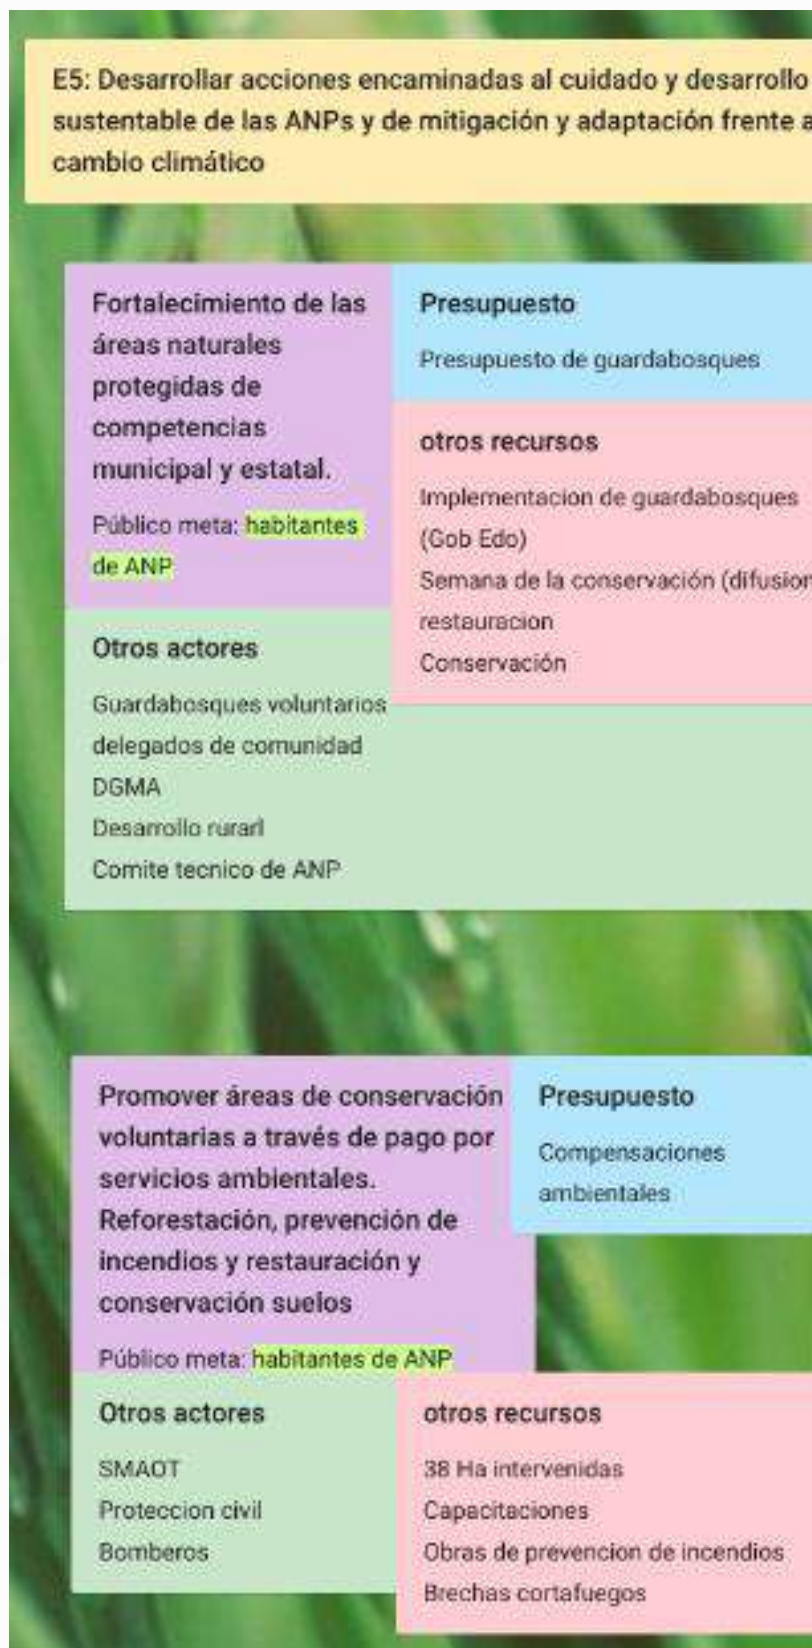 E5: Desarrollar acciones encaminadas al cuidado y desarrollo
sustentable de las ANPs y de mitigación y adaptación frente a
cambio climático
Fortalecimiento de las
áreas naturales
protegidas de
competencias
municipal y estatal.
Público meta: habitantes
de ANP
Presupuesto
Presupuesto de guardabosques
otros recursos
Implementacion de guardabosques
(Gob Edo)
Semana de la conservación (difusion
restauracion
Conservación
Otros actores
Guardabosques voluntarios
delegados de comunidad
DGMA
Desarrollo rurarl
Comite tecnico de ANP
Promover áreas de conservación
voluntarias a través de pago por
servicios ambientales.
Reforestación, prevención de
incendios y restauración y
conservación suelos
Público meta: habitantes de ANP
Presupuesto
Compensaciones
ambientales
Otros actores
SMAOT
Proteccion civil
Bomberos
otros recursos
38 Ha intervenidas
Capacitaciones
Obras de prevencion de incendios
Brechas cortafuegos